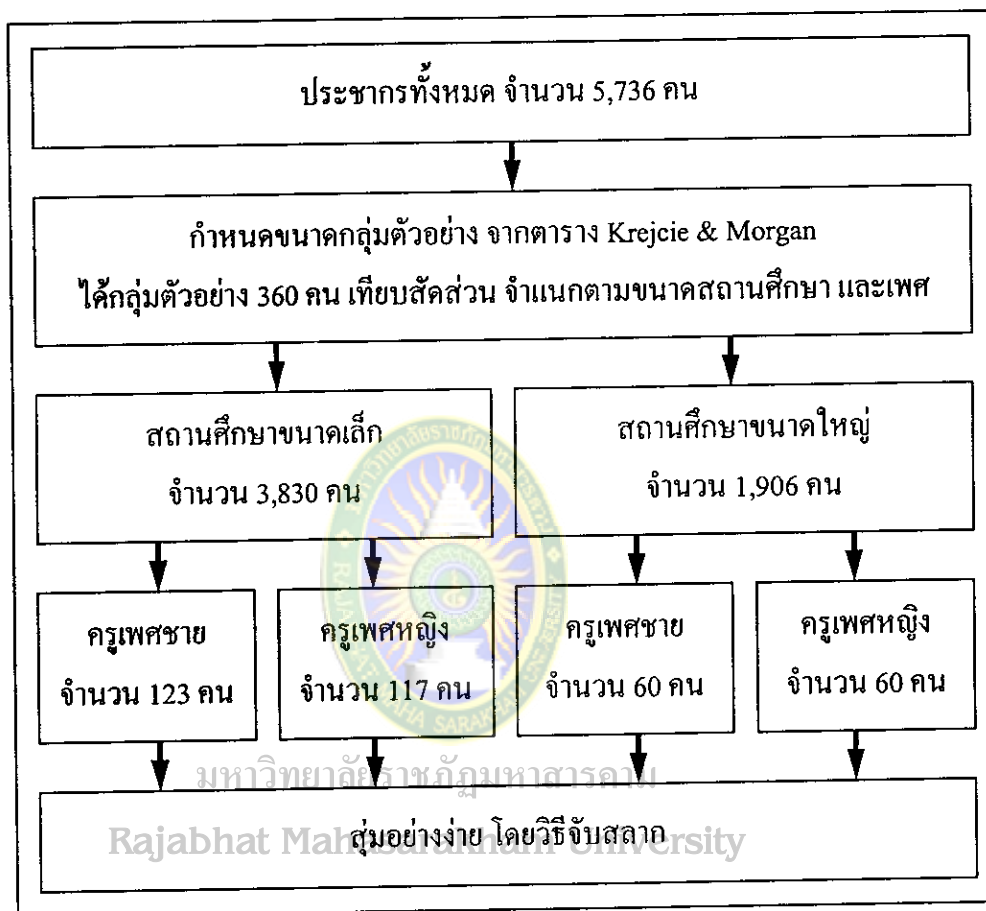 ประชากรทั้งหมด จำนวน 5,736 คน
กำหนดขนาดกลุ่มตัวอย่าง จากตาราง Krejcie & Morgan
ได้กลุ่มตัวอย่าง 360 คน เทียบสัดส่วน จำแนกตามขนาดสถานศึกษา และเพศ
สถานศึกษาขนาดเล็ก
จำนวน 3,830 คน
สถานศึกษาขนาดใหญ่
จำนวน 1,906 คน
ครูเพศชาย
จำนวน 123 คน
ครูเพศหญิง
จำนวน 117 คน
ครูเพศชาย
จำนวน 60 คน
ครูเพศหญิง
จำนวน 60 คน
มหาวิทยาลัยราชภัฏมหาสารคาม
สุ่มอย่างง่าย โดยวิธีจับสลาก
Rajabhat Mahasarakham University